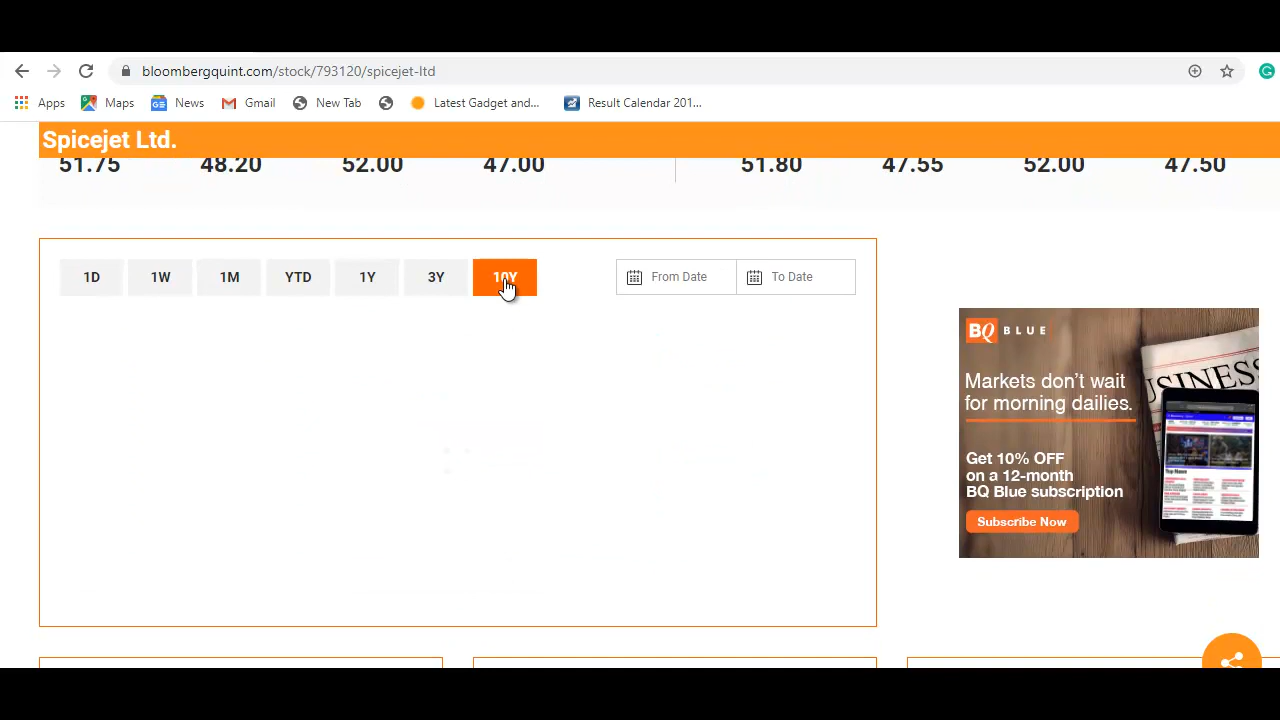 bloombergquint.com/stock/793120/spicejet-ltd
Apps Maps News Gmail New Tab Latest Gadget and... Result Calendar 201...
Spicejet Ltd.
51.75 48.20 52.00 47.00 51.80 47.55 52.00 47.50
1D 1W 1M YTD 1Y 3Y 10Y From Date To Date
BQ BLUE
Markets don't wait
for morning dailies.
Get 10% OFF
on a 12-month
BQ Blue subscription
Subscribe Now